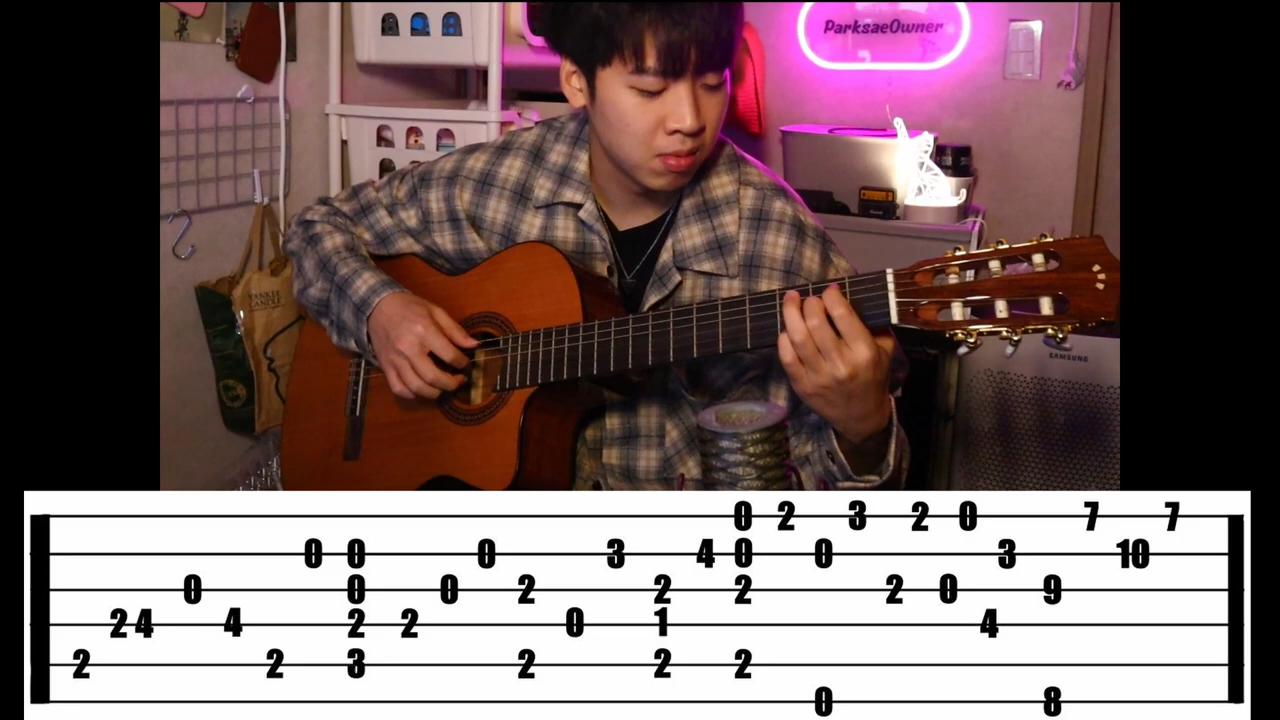 ParksaeOwner
YANKEE
CANDLE
SAMSUNG
0 2 3 2 0 7 7
0 0 0 3 4 0 0 3 10
0 0 0 2 2 2 2 0 9
2 4 4 2 2 0 1 4
2 2 3 2 2 2
0 8